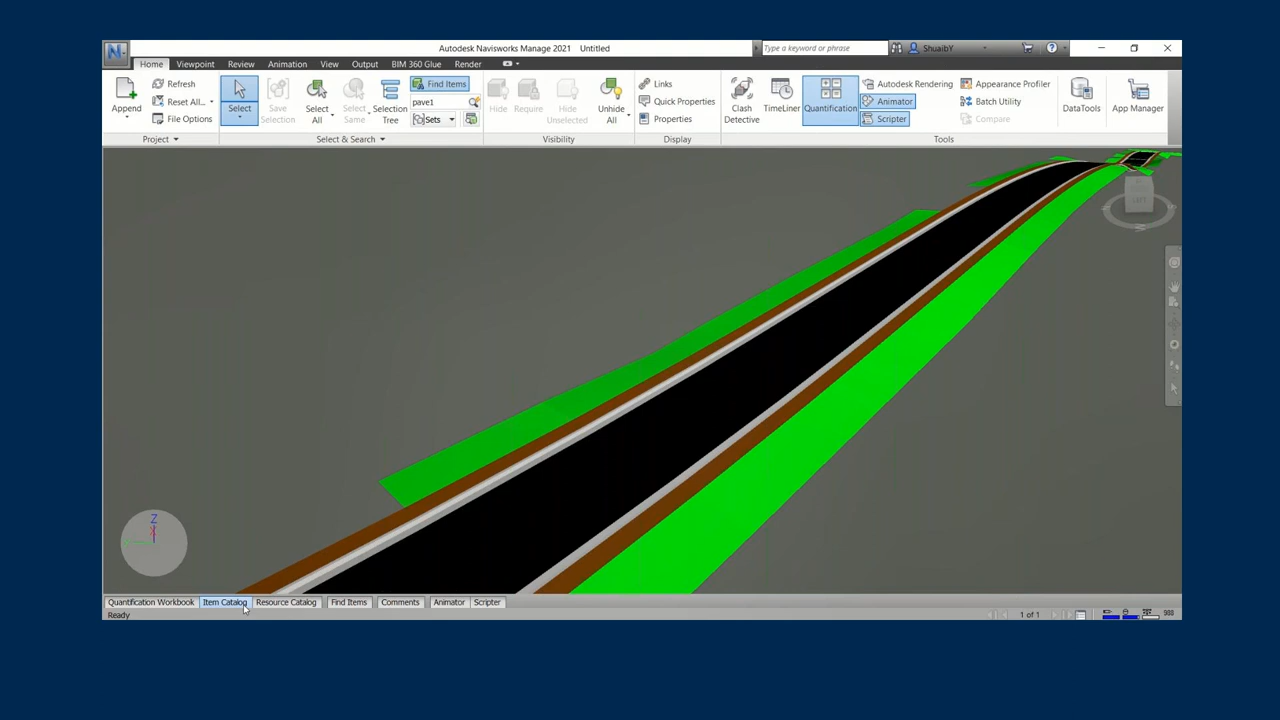 Autodesk Navisworks Manage 2021 Untitled
Type a keyword or phrase
ShuaibY
Home Viewpoint Review Animation View Output BIM 360 Glue Render
Append
Refresh
Reset All...
File Options
Project
Select
Save Selection
Select All
Select Same
Selection Tree
Find Items
pave1
Sets
Select & Search
Hide
Require
Hide Unselected
Unhide All
Visibility
Links
Quick Properties
Properties
Display
Clash Detective
TimeLiner
Quantification
Autodesk Rendering
Animator
Scripter
Appearance Profiler
Batch Utility
Compare
DataTools
App Manager
Tools
Z
X
Quantification Workbook Item Catalog Resource Catalog Find Items Comments Animator Scripter
Ready
1 of 1
988